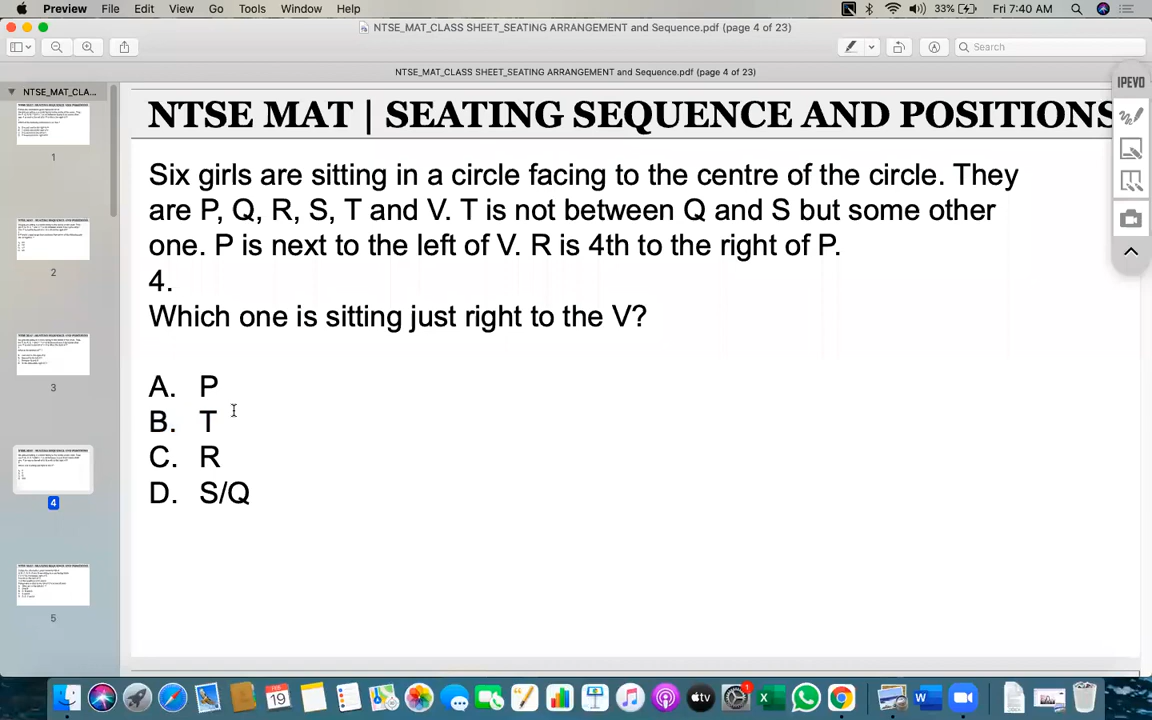 Preview File Edit View Go Tools Window Help 33% Fri 7:40 AM
NTSE_MAT_CLASS SHEET_SEATING ARRANGEMENT and Sequence.pdf (page 4 of 23)
Search
NTSE_MAT_CLASS SHEET_SEATING ARRANGEMENT and Sequence.pdf (page 4 of 23)
NTSE_MAT_CLA...
IPEVO
NTSE MAT | SEATING SEQUENCE AND POSITIONS
Six girls are sitting in a circle facing to the centre of the circle. They
are P, Q, R, S, T and V. T is not between Q and S but some other
one. P is next to the left of V. R is 4th to the right of P.
4.
Which one is sitting just right to the V?
A. P
B. T
C. R
D. S/Q
1
2
3
4
5
FEB
19
tv
1